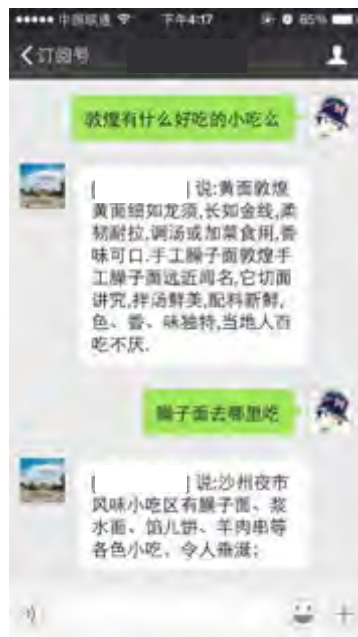 中国联通 下午4:17 65%
订阅号
敦煌有什么好吃的小吃么
[ ]说:黄面敦煌
黄面细如龙须,长如金线,柔
韧耐拉,调汤或加菜食用,香
味可口.手工臊子面敦煌手
工臊子面远近闻名,它切面
讲究,拌汤鲜美,配料新鲜,
色、香、味独特,当地人百
吃不厌.
臊子面去哪里吃
[ ]说:沙州夜市
风味小吃区有臊子面、浆
水面、馅儿饼、羊肉串等
各色小吃，令人垂涎;